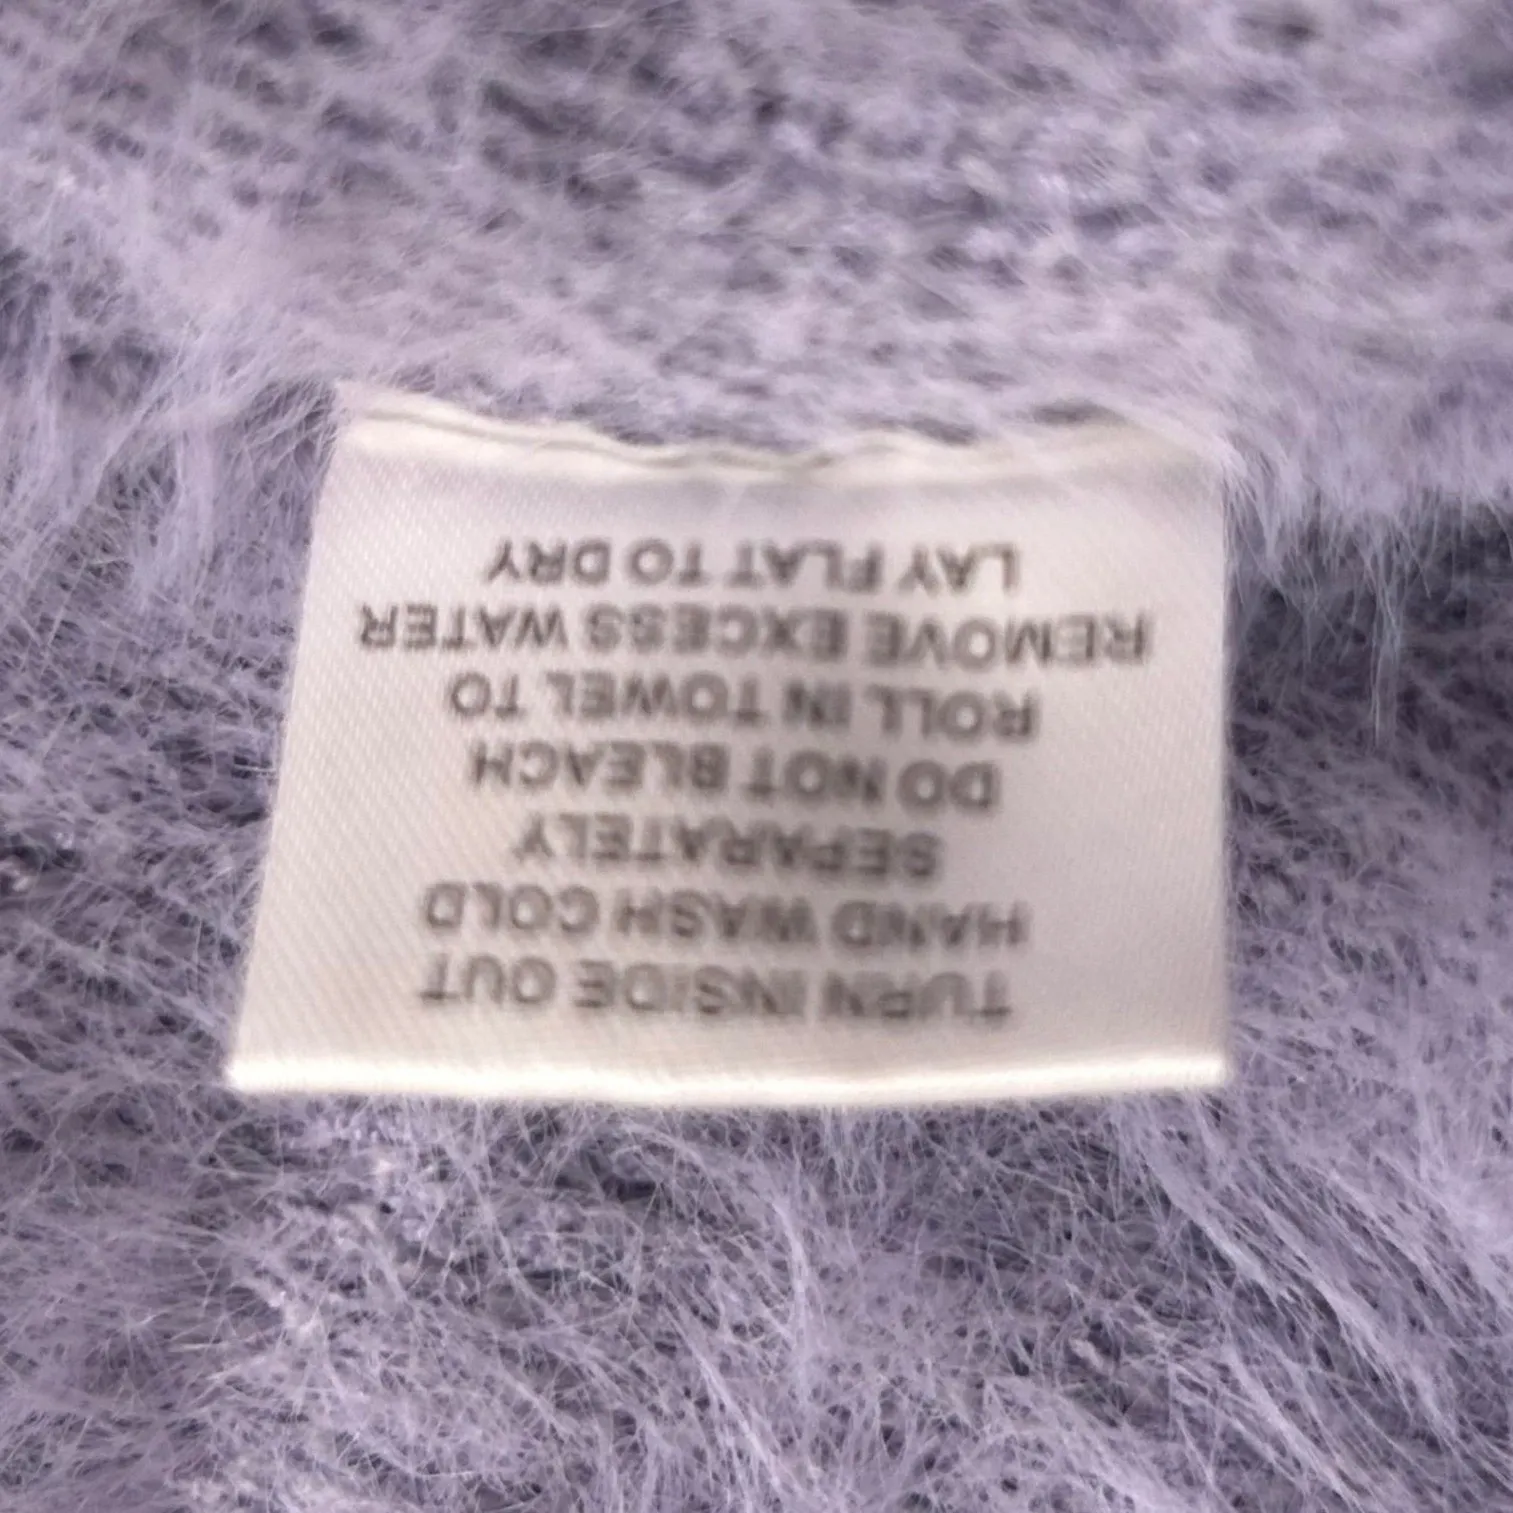 TURN INSIDE OUT
HAND WASH COLD
SEPARATELY
DO NOT BLEACH
ROLL IN TOWEL TO
REMOVE EXCESS WATER
LAY FLAT TO DRY